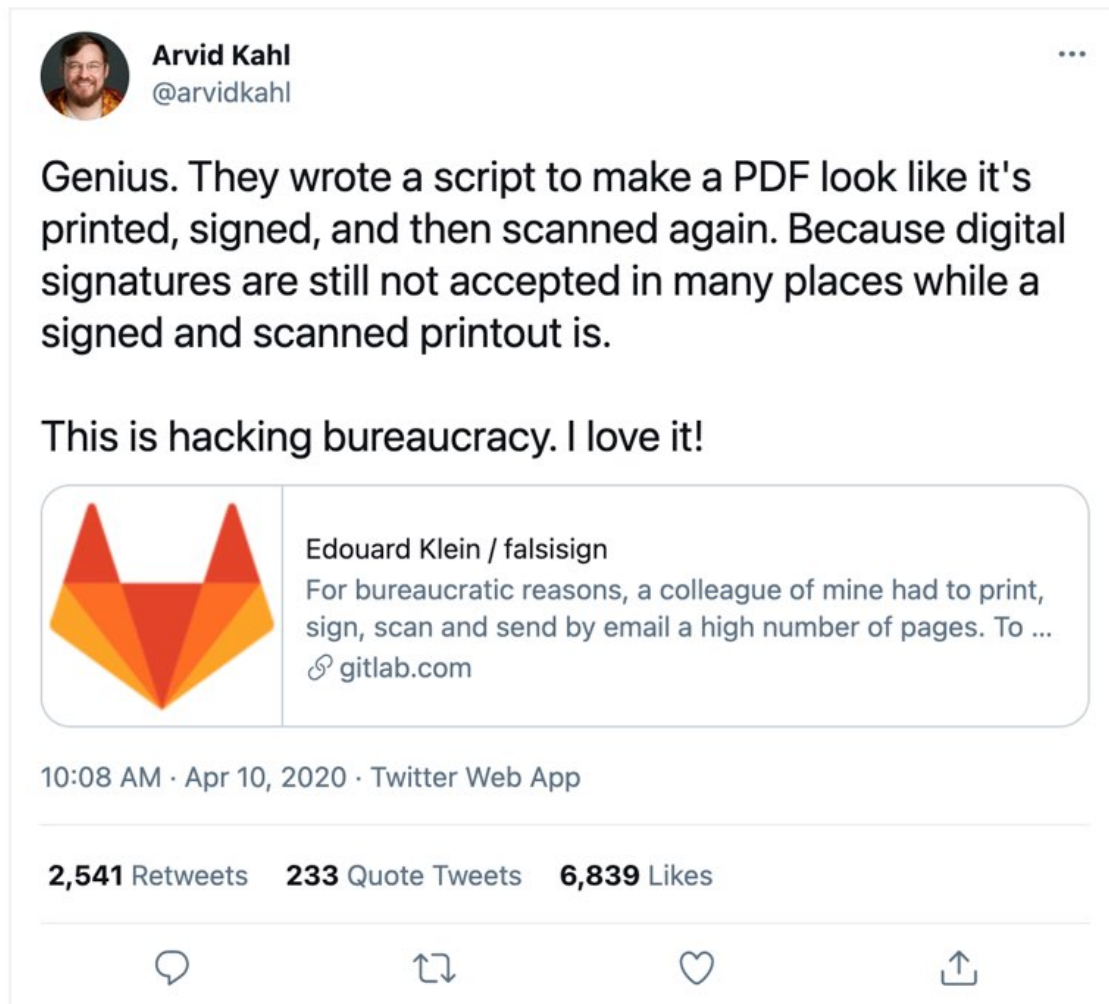 Arvid Kahl
@arvidkahl
Genius. They wrote a script to make a PDF look like it's
printed, signed, and then scanned again. Because digital
signatures are still not accepted in many places while a
signed and scanned printout is.
This is hacking bureaucracy. I love it!
Edouard Klein / falsisign
For bureaucratic reasons, a colleague of mine had to print,
sign, scan and send by email a high number of pages. To ...
gitlab.com
10:08 AM · Apr 10, 2020 · Twitter Web App
2,541 Retweets 233 Quote Tweets 6,839 Likes